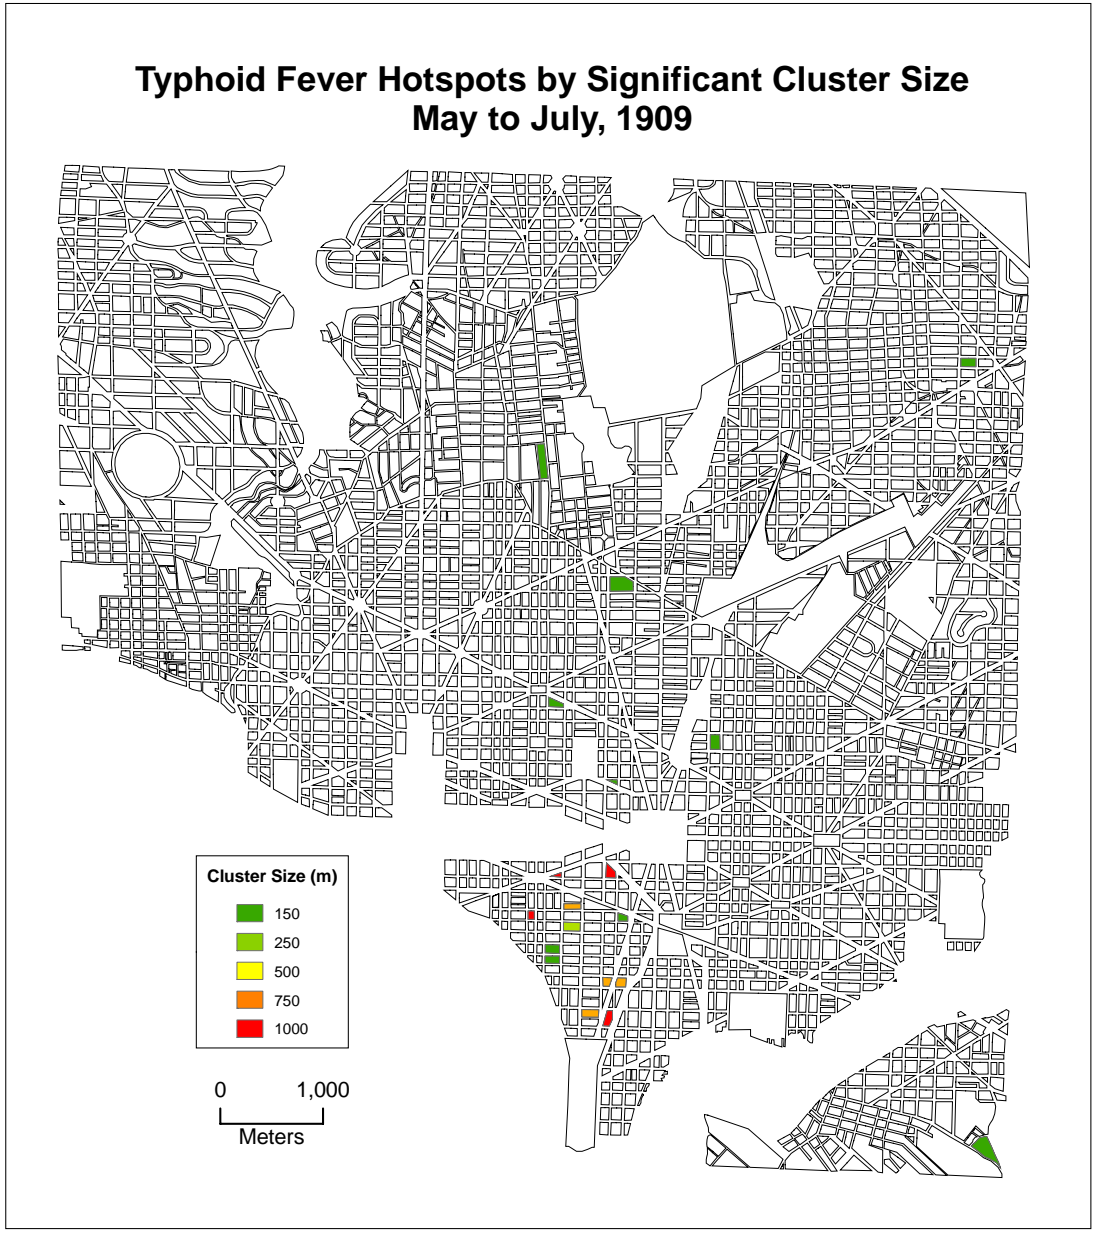 Typhoid Fever Hotspots by Significant Cluster Size
May to July, 1909
Cluster Size (m)
150
250
500
750
1000
0 1,000
Meters